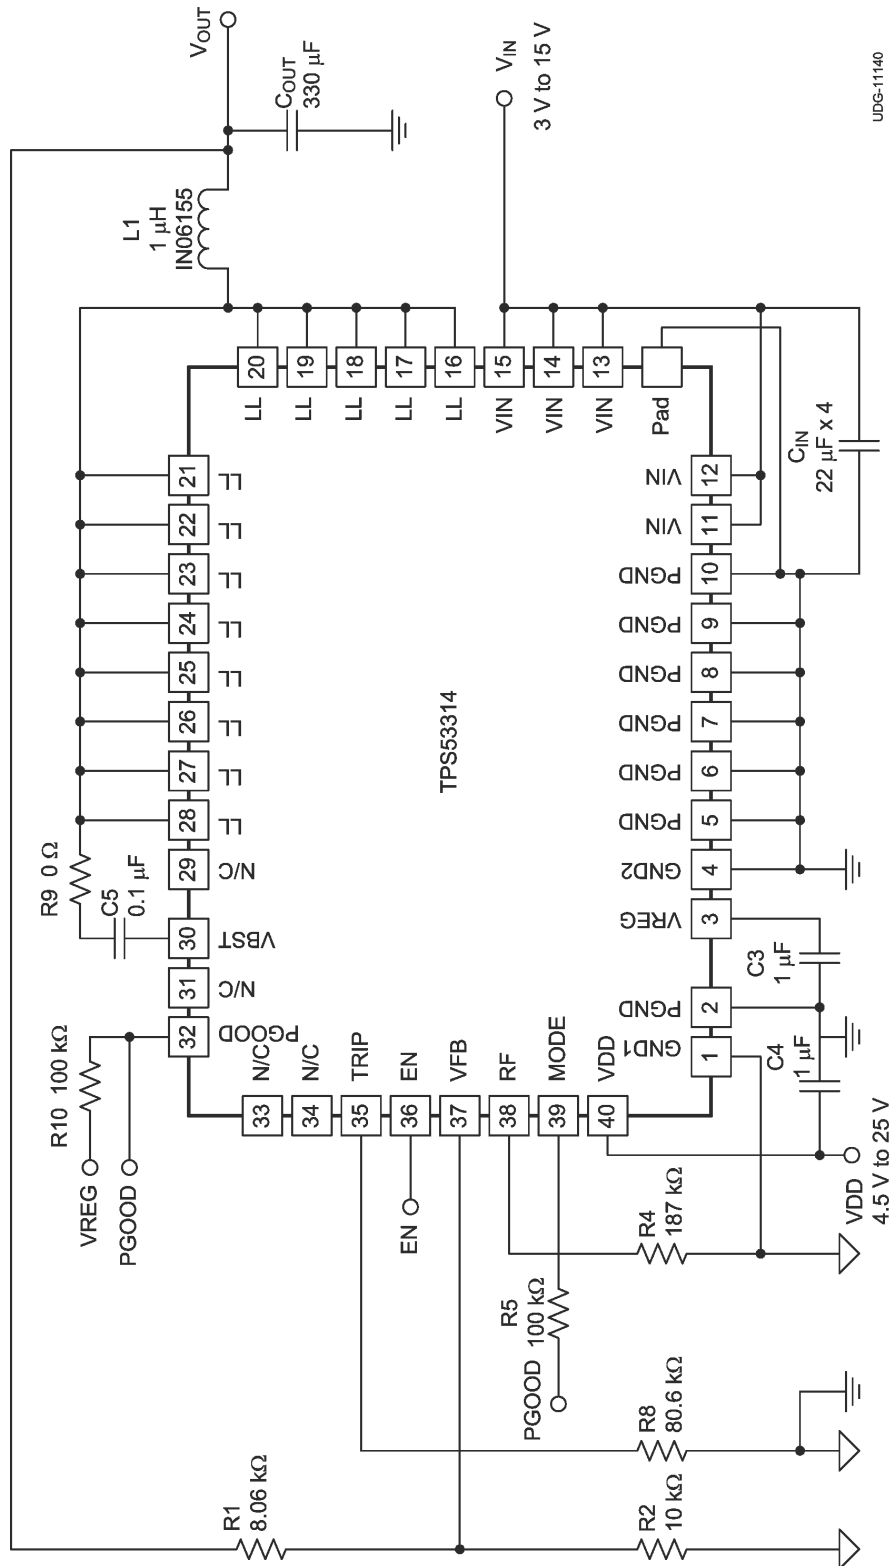 V_OUT
C_OUT
330 µF
V_IN
3 V to 15 V
UDG-11140
L1
1 µH
IN06155
20
19
18
17
16
15
14
13
LL
LL
LL
LL
LL
VIN
VIN
VIN
Pad
21
LL
22
LL
23
LL
24
LL
25
LL
26
LL
27
LL
28
LL
29
N/C
30
VBST
31
N/C
32
PGOOD
VIN
12
VIN
11
PGND
10
PGND
9
PGND
8
PGND
7
PGND
6
PGND
5
GND2
4
VREG
3
PGND
2
GND1
1
C_IN
22 µF x 4
TPS53314
R9 0 Ω
C5
0.1 µF
R10 100 kΩ
VREG
PGOOD
C3
1 µF
C4
1 µF
N/C
N/C
TRIP
EN
VFB
RF
MODE
VDD
33
34
35
36
37
38
39
40
EN
VDD
4.5 V to 25 V
R4
187 kΩ
R5
100 kΩ
PGOOD
R8
80.6 kΩ
R1
8.06 kΩ
R2
10 kΩ